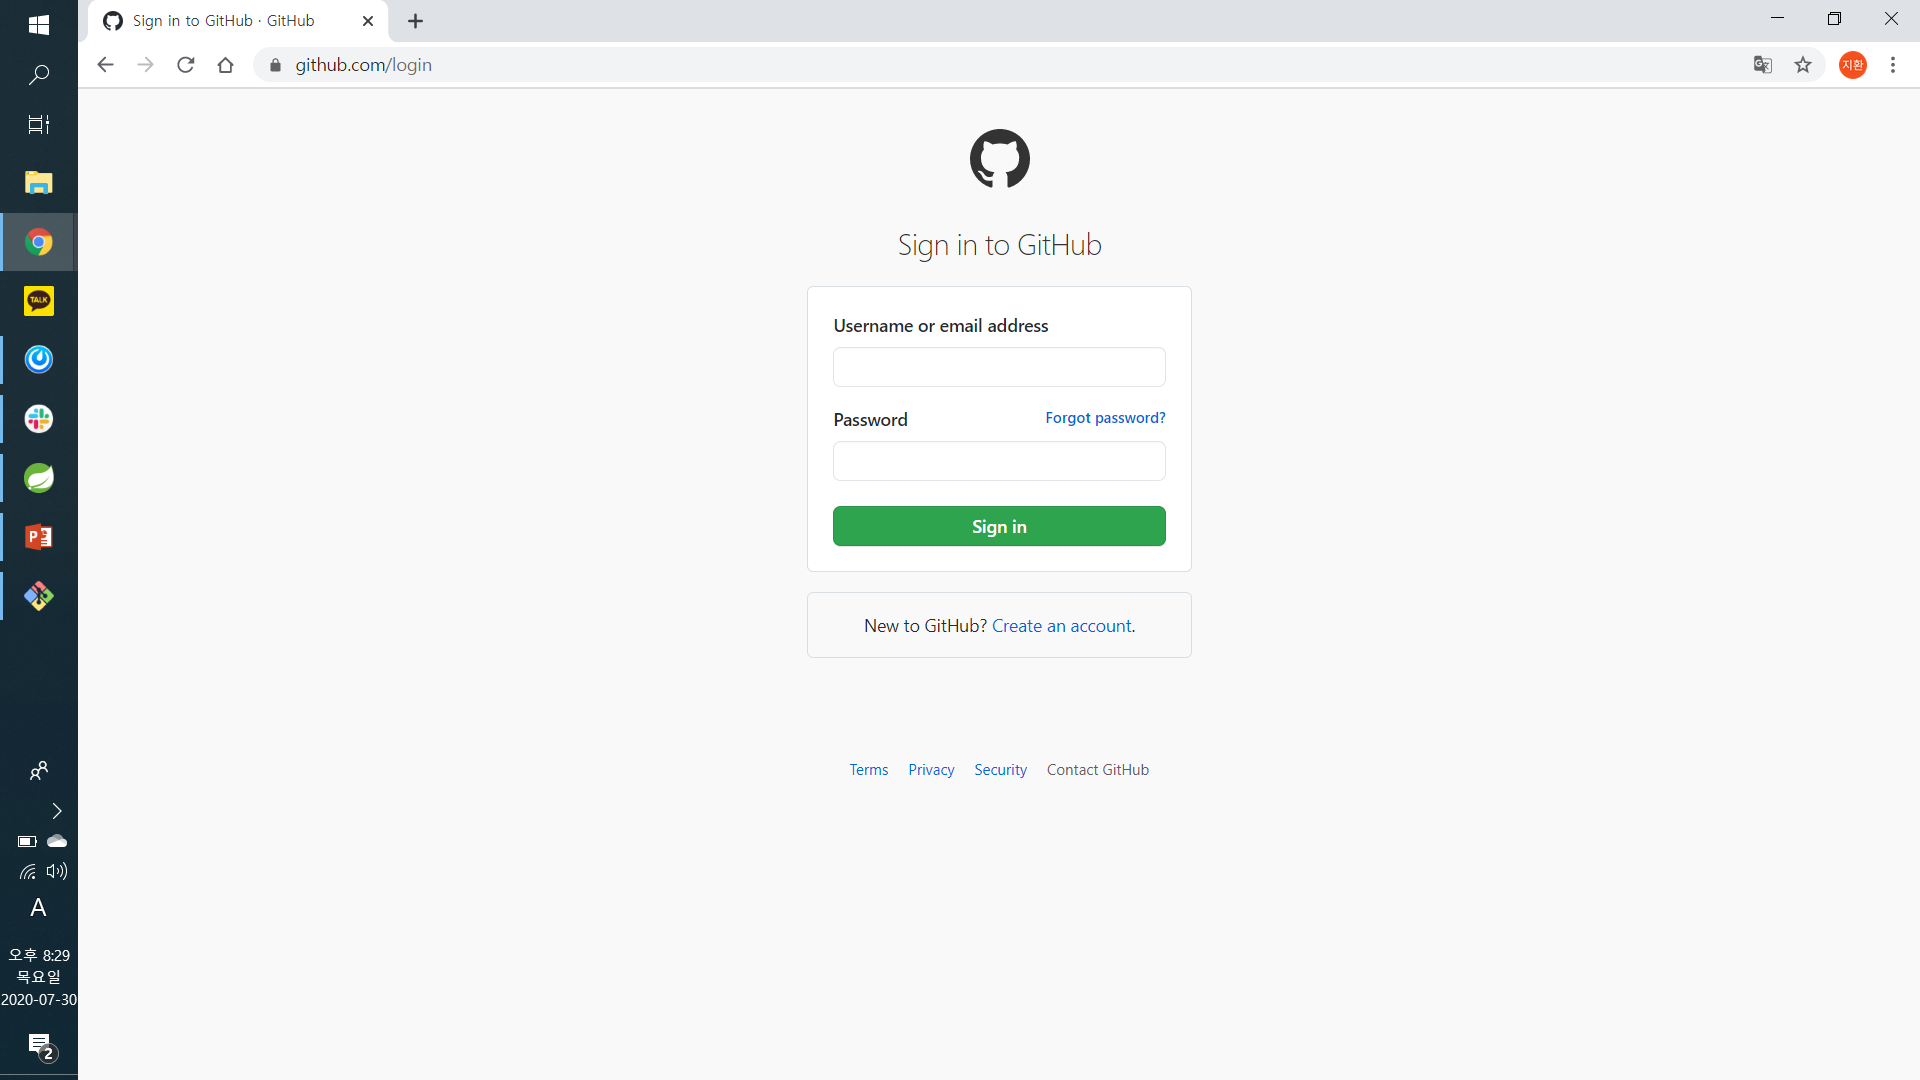 Sign in to GitHub · GitHub
github.com/login
지환
Sign in to GitHub
Username or email address
Password
Forgot password?
Sign in
New to GitHub? Create an account.
Terms Privacy Security Contact GitHub
TALK
P
A
오후 8:29
목요일
2020-07-30
2